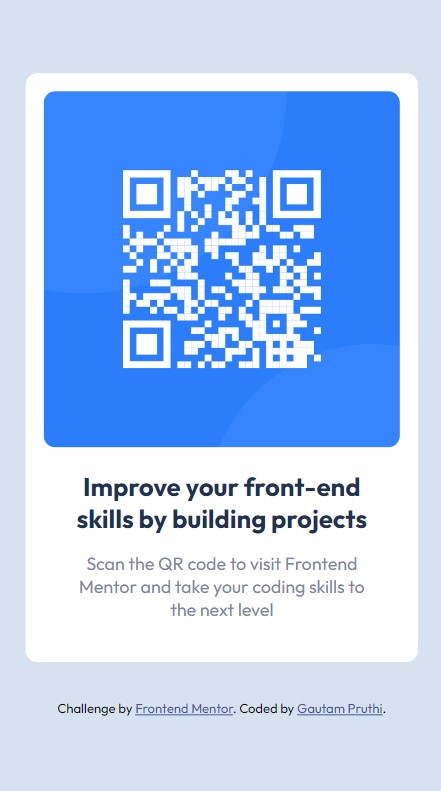 Improve your front-end
skills by building projects
Scan the QR code to visit Frontend
Mentor and take your coding skills to
the next level
Challenge by Frontend Mentor. Coded by Gautam Pruthi.